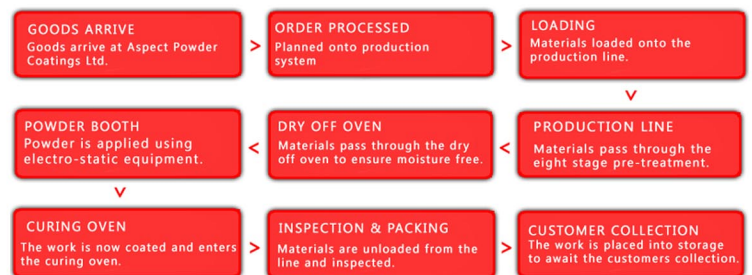 GOODS ARRIVE
Goods arrive at Aspect Powder
Coatings Ltd.
>
ORDER PROCESSED
Planned onto production
system
>
LOADING
Materials loaded onto the
production line.
PRODUCTION LINE
Materials pass through the
eight stage pre-treatment.
<
DRY OFF OVEN
Materials pass through the dry
off oven to ensure moisture free.
<
POWDER BOOTH
Powder is applied using
electro-static equipment.
CURING OVEN
The work is now coated and enters
the curing oven.
>
INSPECTION & PACKING
Materials are unloaded from the
line and inspected.
>
CUSTOMER COLLECTION
The work is placed into storage
to await the customers collection.